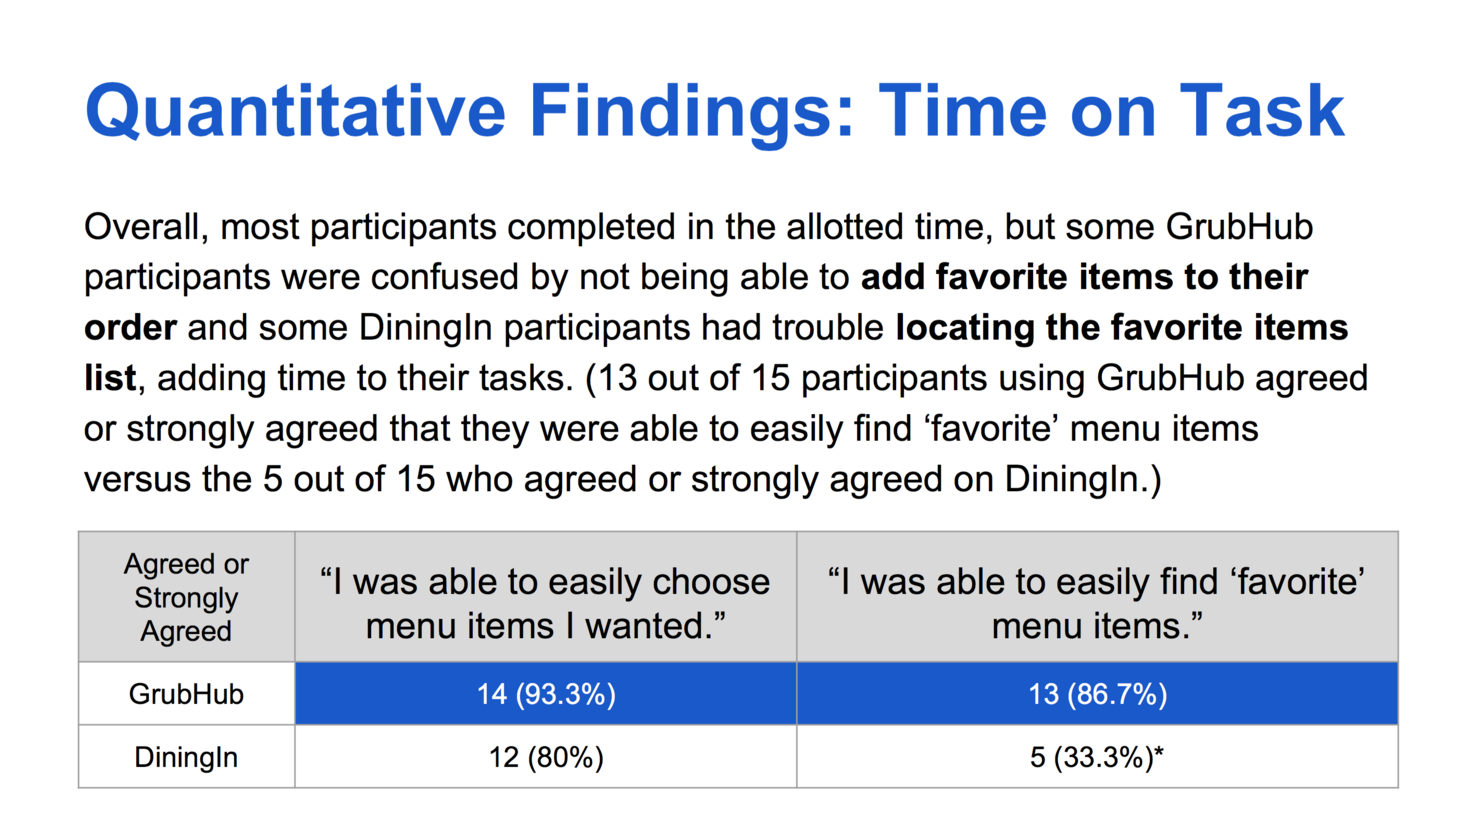 Quantitative Findings: Time on Task
Overall, most participants completed in the allotted time, but some GrubHub
participants were confused by not being able to add favorite items to their
order and some DiningIn participants had trouble locating the favorite items
list, adding time to their tasks. (13 out of 15 participants using GrubHub agreed
or strongly agreed that they were able to easily find ‘favorite’ menu items
versus the 5 out of 15 who agreed or strongly agreed on DiningIn.)
Agreed or
Strongly
Agreed
“I was able to easily choose
menu items I wanted.”
“I was able to easily find ‘favorite’
menu items.”
GrubHub
14 (93.3%)
13 (86.7%)
DiningIn
12 (80%)
5 (33.3%)*